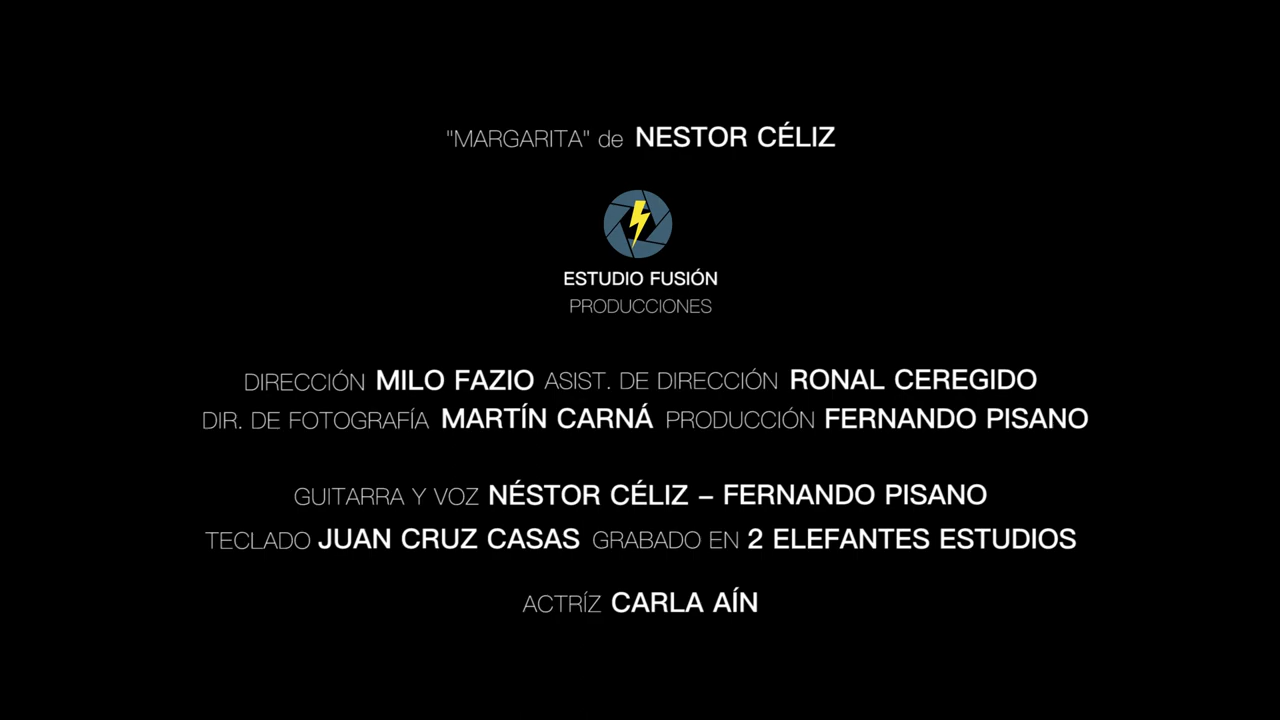 "MARGARITA" de NESTOR CÉLIZ
ESTUDIO FUSIÓN
PRODUCCIONES
DIRECCIÓN MILO FAZIO ASIST. DE DIRECCIÓN RONAL CEREGIDO
DIR. DE FOTOGRAFÍA MARTÍN CARNÁ PRODUCCIÓN FERNANDO PISANO
GUITARRA Y VOZ NÉSTOR CÉLIZ – FERNANDO PISANO
TECLADO JUAN CRUZ CASAS GRABADO EN 2 ELEFANTES ESTUDIOS
ACTRÍZ CARLA AÍN